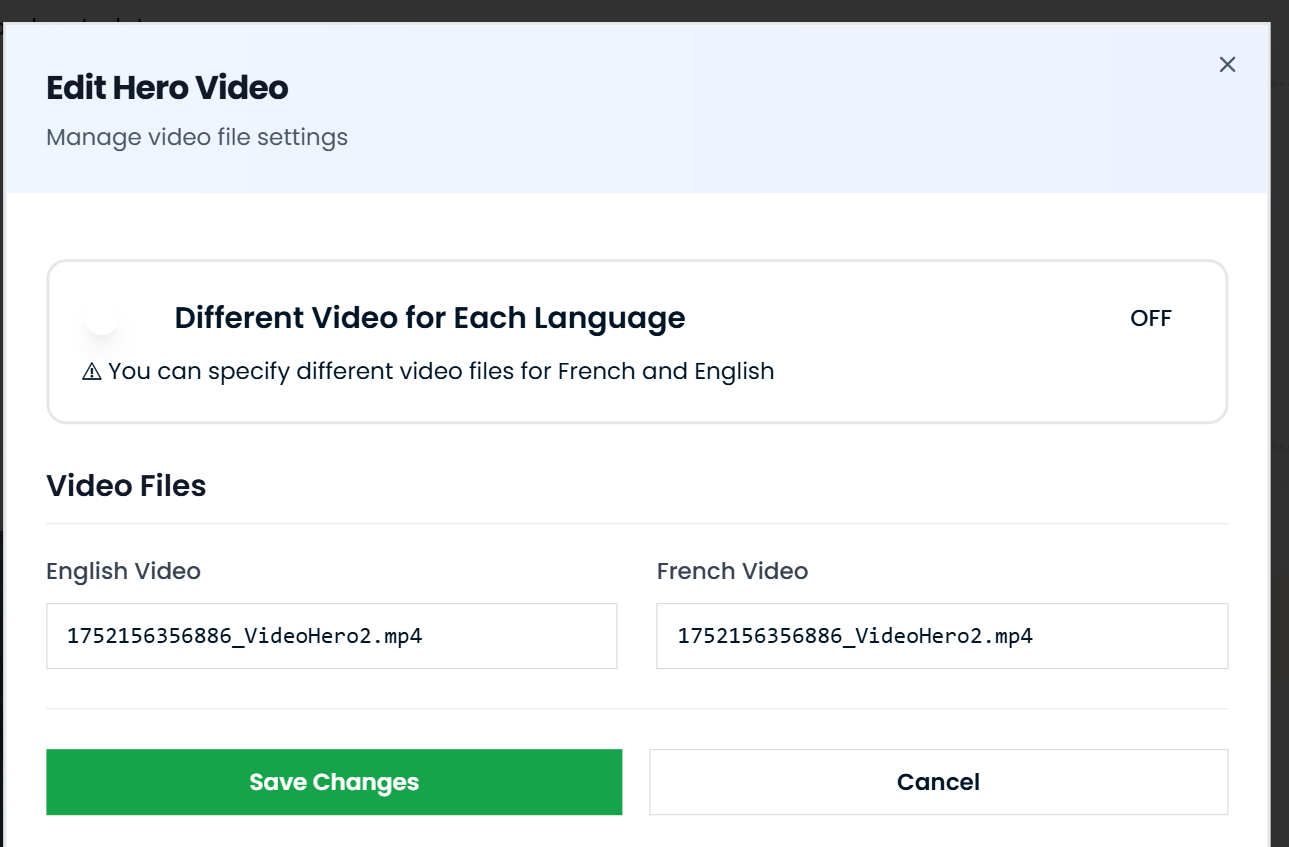 Edit Hero Video
Manage video file settings
Different Video for Each Language
OFF
⚠ You can specify different video files for French and English
Video Files
English Video
French Video
1752156356886_VideoHero2.mp4
1752156356886_VideoHero2.mp4
Save Changes
Cancel